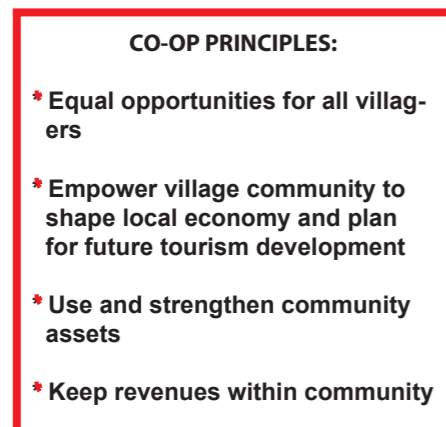 CO-OP PRINCIPLES:
* Equal opportunities for all villag-
ers
* Empower village community to
shape local economy and plan
for future tourism development
* Use and strengthen community
assets
* Keep revenues within community